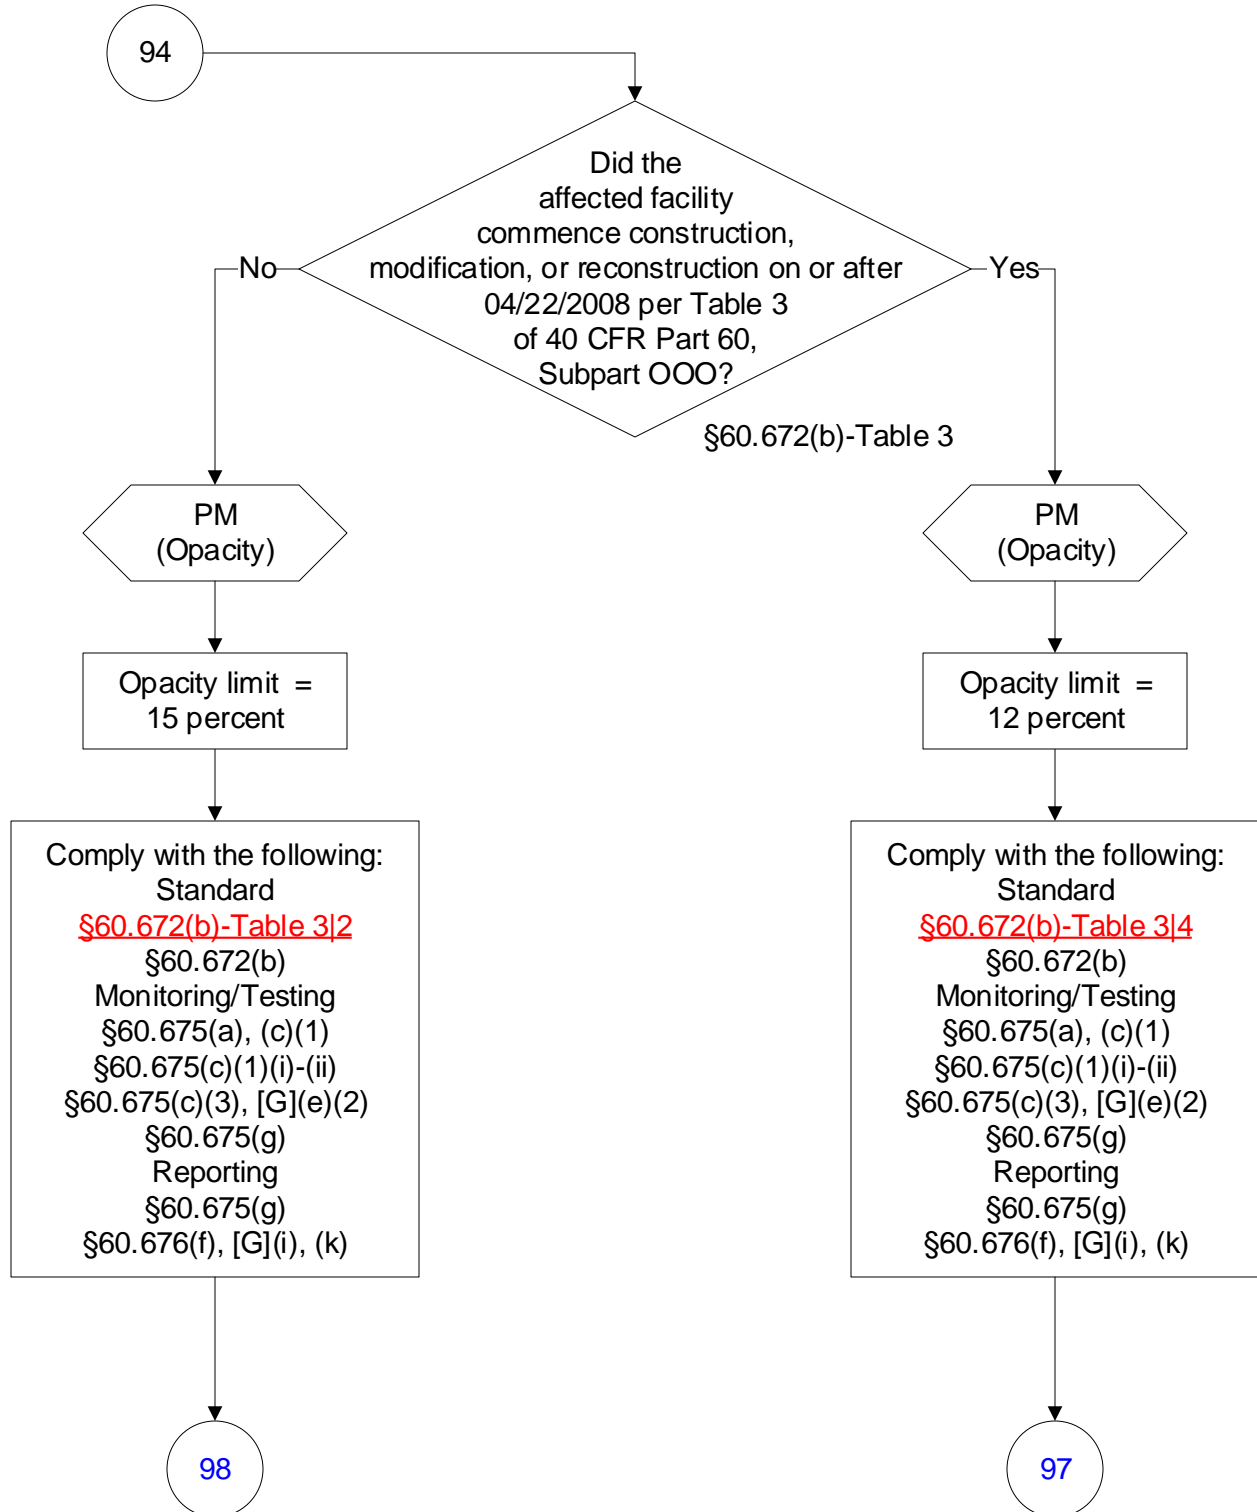 94
Did the
affected facility
commence construction,
modification, or reconstruction on or after
04/22/2008 per Table 3
of 40 CFR Part 60,
Subpart OOO?
No
Yes
§60.672(b)-Table 3
PM
(Opacity)
Opacity limit =
15 percent
Comply with the following:
Standard
§60.672(b)-Table 3|2
§60.672(b)
Monitoring/Testing
§60.675(a), (c)(1)
§60.675(c)(1)(i)-(ii)
§60.675(c)(3), [G](e)(2)
§60.675(g)
Reporting
§60.675(g)
§60.676(f), [G](i), (k)
98
PM
(Opacity)
Opacity limit =
12 percent
Comply with the following:
Standard
§60.672(b)-Table 3|4
§60.672(b)
Monitoring/Testing
§60.675(a), (c)(1)
§60.675(c)(1)(i)-(ii)
§60.675(c)(3), [G](e)(2)
§60.675(g)
Reporting
§60.675(g)
§60.676(f), [G](i), (k)
97